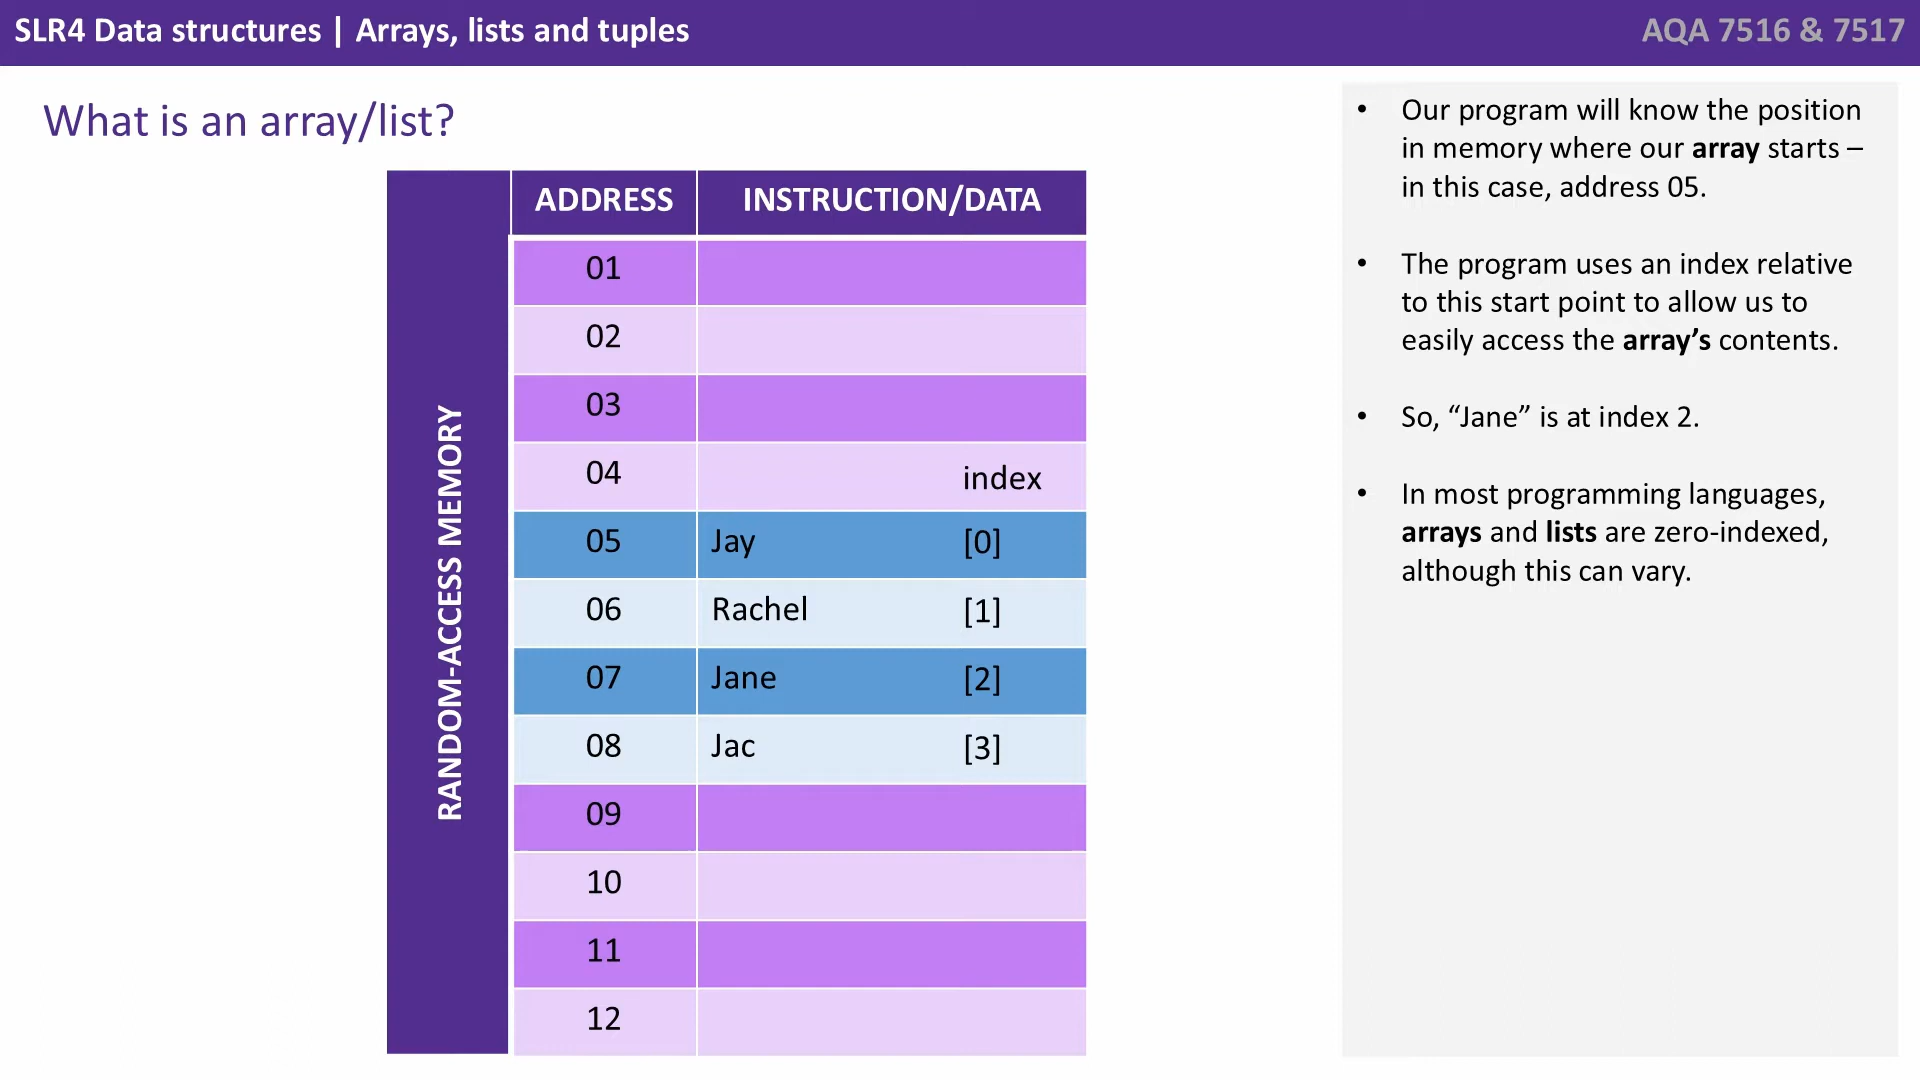 SLR4 Data structures | Arrays, lists and tuples
AQA 7516 & 7517
What is an array/list?
RANDOM-ACCESS MEMORY
ADDRESS INSTRUCTION/DATA
01
02
03
04 index
05 Jay [0]
06 Rachel [1]
07 Jane [2]
08 Jac [3]
09
10
11
12
• Our program will know the position
in memory where our array starts –
in this case, address 05.
• The program uses an index relative
to this start point to allow us to
easily access the array’s contents.
• So, “Jane” is at index 2.
• In most programming languages,
arrays and lists are zero-indexed,
although this can vary.